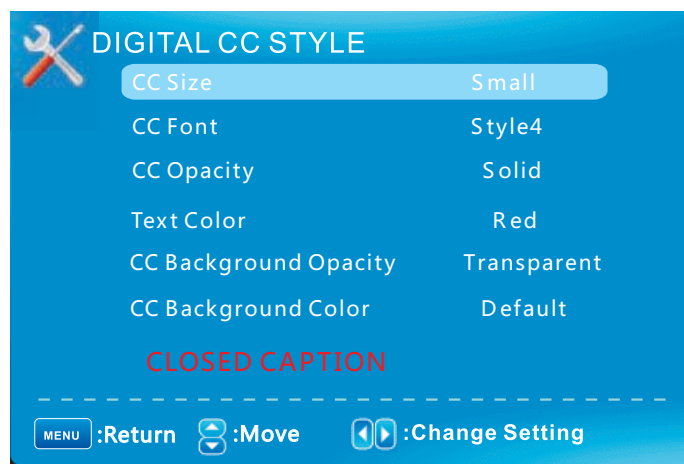 DIGITAL CC STYLE
CC Size Small
CC Font Style4
CC Opacity Solid
Text Color Red
CC Background Opacity Transparent
CC Background Color Default
CLOSED CAPTION
MENU :Return :Move :Change Setting